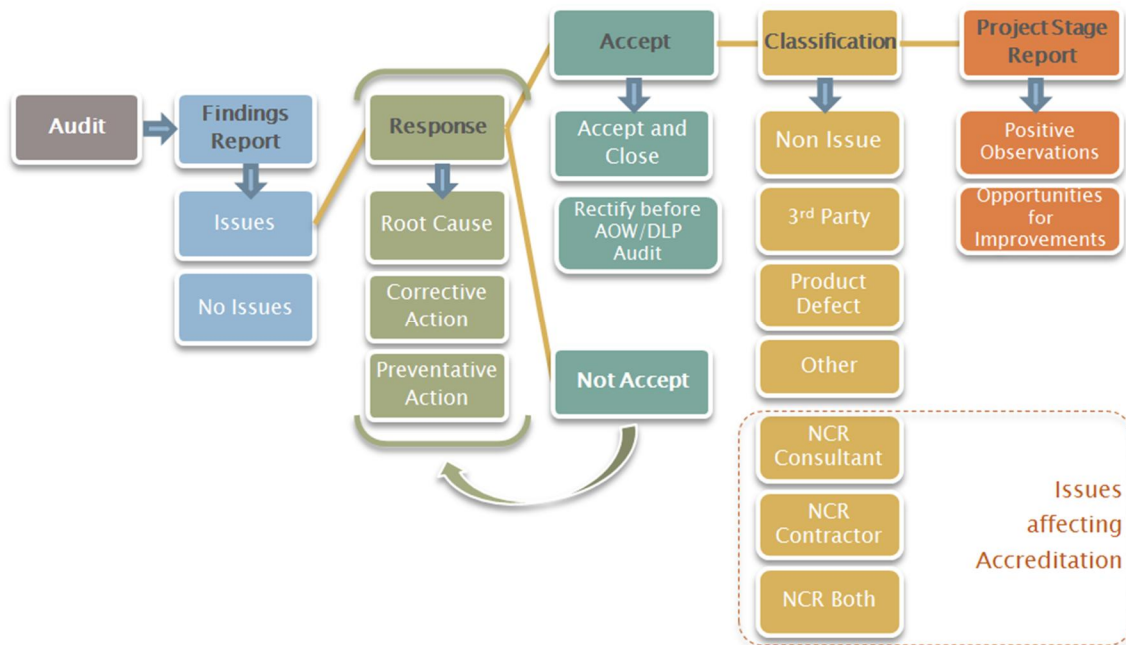 Audit
Findings
Report
Issues
No Issues
Response
Root Cause
Corrective
Action
Preventative
Action
Accept
Accept and
Close
Rectify before
AOW/DLP
Audit
Not Accept
Classification
Non Issue
3rd Party
Product
Defect
Other
NCR
Consultant
NCR
Contractor
NCR Both
Issues
affecting
Accreditation
Project Stage
Report
Positive
Observations
Opportunities
for
Improvements